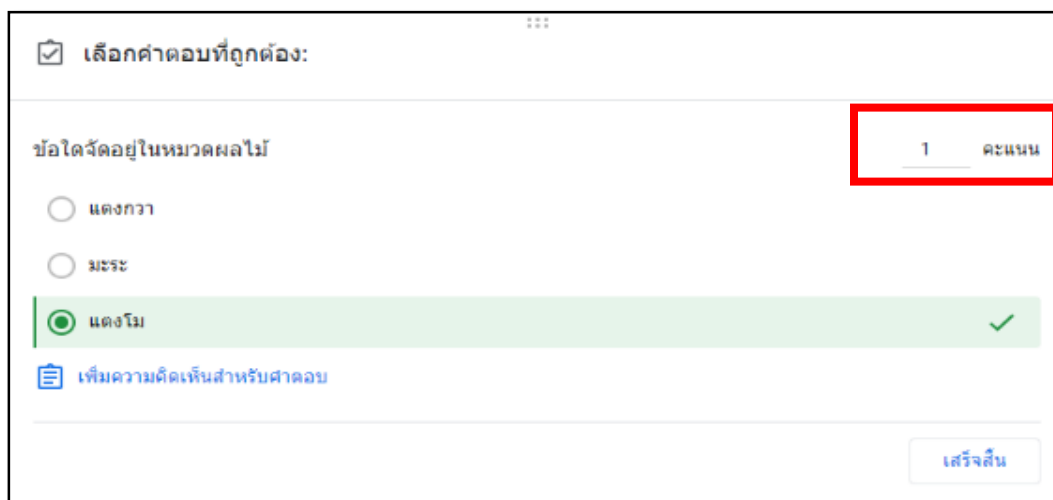 เลือกคำตอบที่ถูกต้อง:
ข้อใดจัดอยู่ในหมวดผลไม้
1 คะแนน
แตงกวา
มะระ
แตงโม
เพิ่มความคิดเห็นสำหรับคำตอบ
เสร็จสิ้น